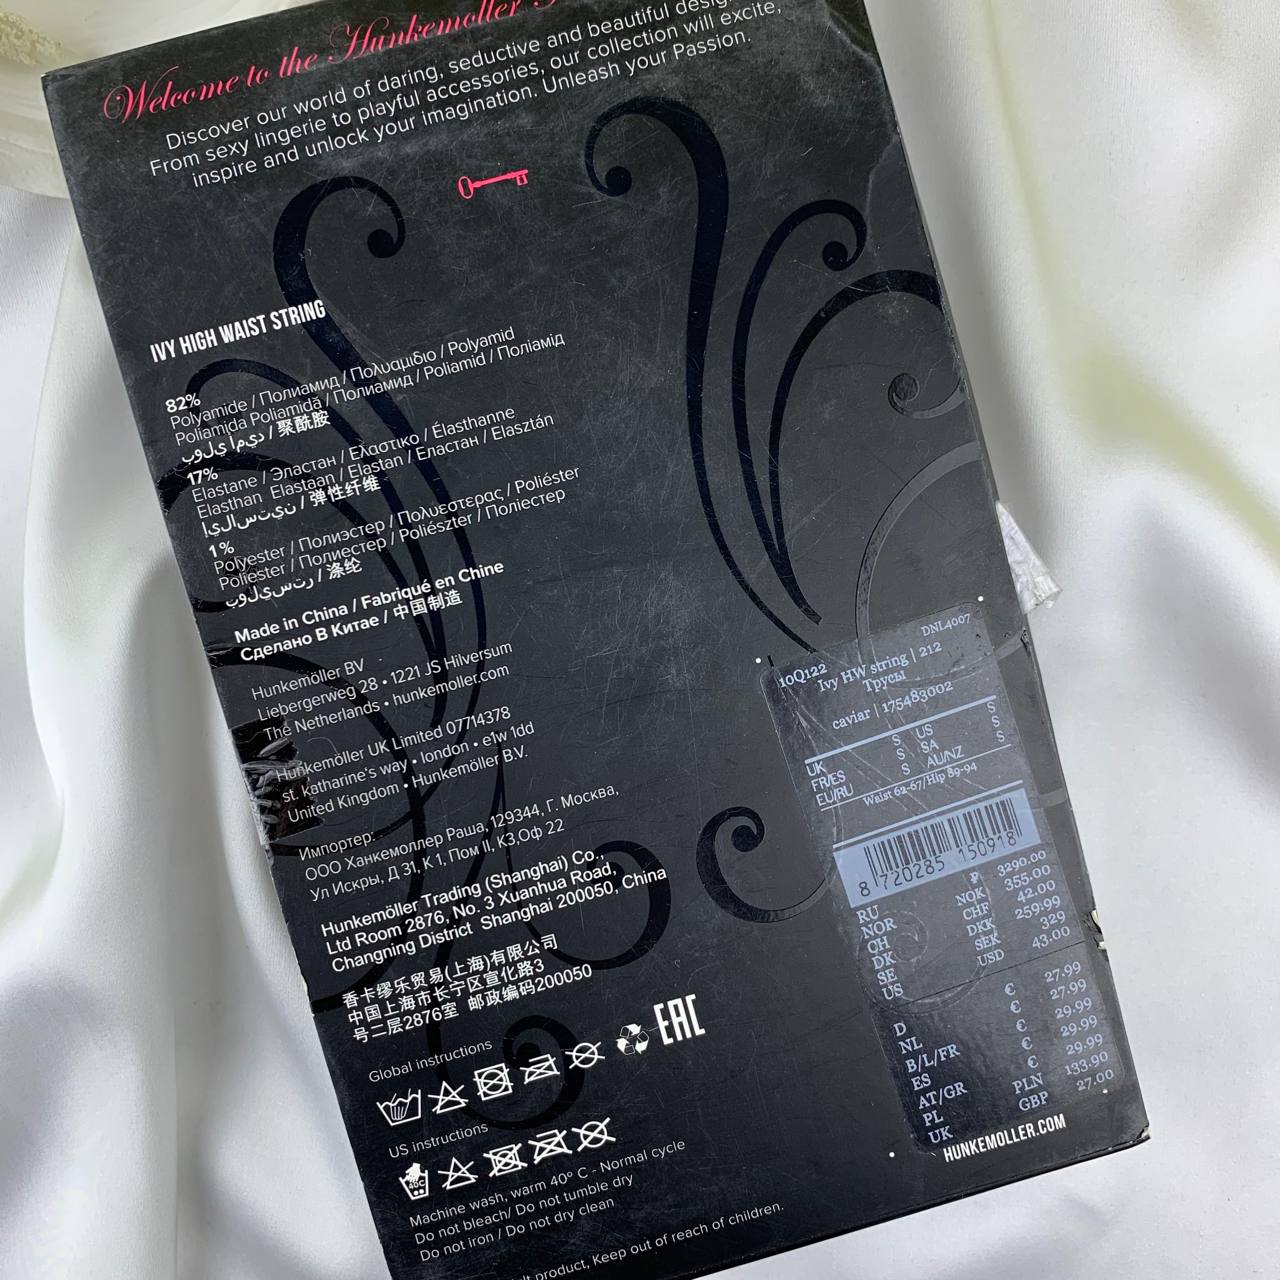 Welcome to the Hunkemöller
Discover our world of daring, seductive and beautiful
From sexy lingerie to playful accessories, our collection will excite,
inspire and unlock your imagination. Unleash your Passion.
IVY HIGH WAIST STRING
82%
Polyamide / Полиамид / Πολυαμιδιο / Polyamid
Poliamida Poliamidă / Полиамид / Poliamid / Поліамід
بولي اميد / 聚酰胺
17%
Elastane / Эластан / Ελαστικο / Élasthanne
Elasthan Elastaan / Elastan / Еластан / Elasztán
إيلاستين / 弹性纤维
1%
Polyester / Полиэстер / Πολυεστερας / Poliéster
Poliester / Полиестер / Poliészter / Поліестер
بوليستر / 涤纶
Made in China / Fabriqué en Chine
Сделано В Китае / 中国制造
Hunkemöller BV
Liebergerweg 28 • 1221 JS Hilversum
The Netherlands • hunkemoller.com
Hunkemöller UK Limited 07714378
st. katharine's way • london • e1w 1dd
United Kingdom • Hunkemöller B.V.
Импортер:
ООО Ханкемоллер Раша, 129344, Г. Москва,
Ул Искры, Д 31, К 1, Пом II, К3,Оф 22
Hunkemöller Trading (Shanghai) Co.,
Ltd Room 2876, No. 3 Xuanhua Road,
Changning District Shanghai 200050, China
香卡缪乐贸易(上海)有限公司
中国上海市长宁区宣化路3
号二层2876室 邮政编码200050
Global instructions
EAC
US instructions
40C
Machine wash, warm 40º C - Normal cycle
Do not bleach/ Do not tumble dry
Do not iron / Do not dry clean
product, Keep out of reach of children.
DNL4007
10Q122
Ivy HW string | 212
Трусы
caviar | 175483002
UK S US S
FR/ES S SA S
EU/RU S AU/NZ S
Waist 62-67/Hip 89-94
8 720285 150918
RU ₽ 3290.00
NOR NOK 355.00
CH CHF 42.00
DK DKK 259.99
SE SEK 329
US USD 43.00
D € 27.99
NL € 27.99
B/L/FR € 29.99
ES € 29.99
AT/GR € 29.99
PL PLN 133.90
UK GBP 27.00
HUNKEMOLLER.COM